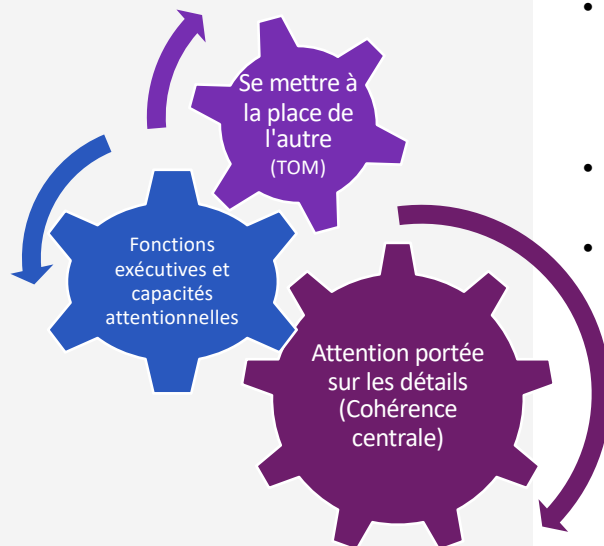 Se mettre à
la place de
l'autre
(TOM)
Fonctions
exécutives et
capacités
attentionnelles
Attention portée
sur les détails
(Cohérence
centrale)